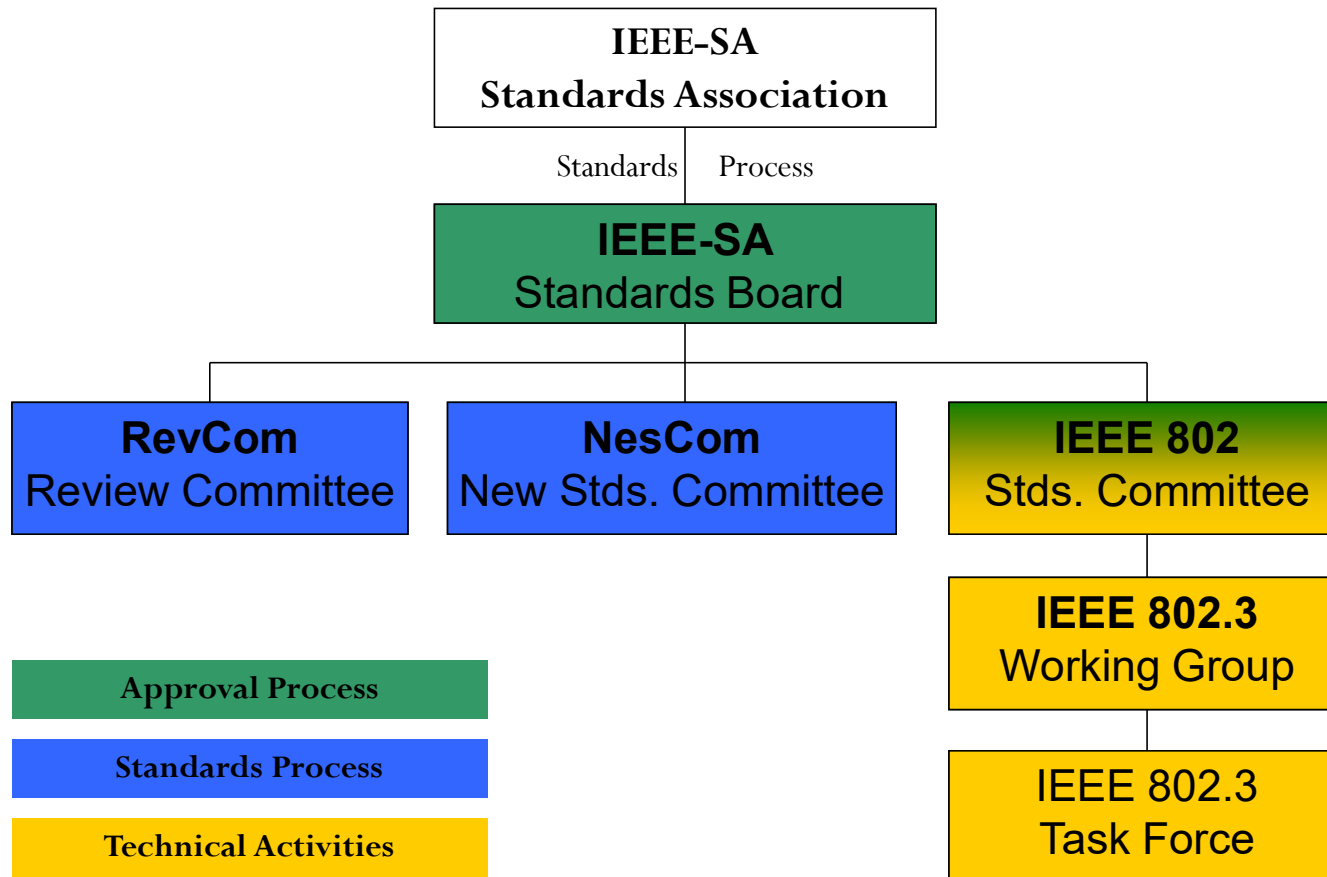 IEEE-SA
Standards Association
Standards Process
IEEE-SA
Standards Board
RevCom
Review Committee
NesCom
New Stds. Committee
IEEE 802
Stds. Committee
IEEE 802.3
Working Group
IEEE 802.3
Task Force
Approval Process
Standards Process
Technical Activities